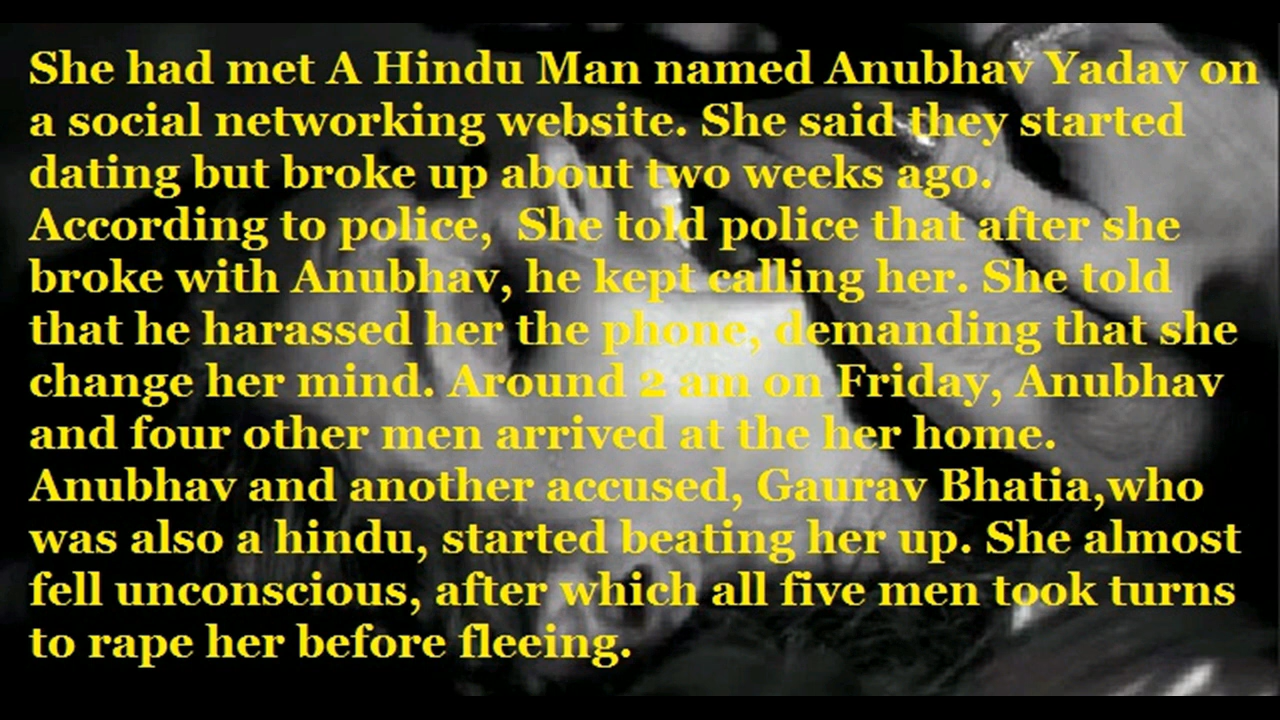 She had met A Hindu Man named Anubhav Yadav on
a social networking website. She said they started
dating but broke up about two weeks ago.
According to police,  She told police that after she
broke with Anubhav, he kept calling her. She told
that he harassed her the phone, demanding that she
change her mind. Around 2 am on Friday, Anubhav
and four other men arrived at the her home.
Anubhav and another accused, Gaurav Bhatia,who
was also a hindu, started beating her up. She almost
fell unconscious, after which all five men took turns
to rape her before fleeing.